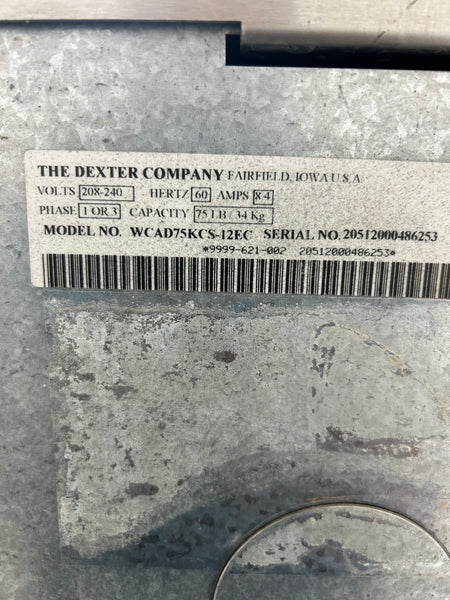 THE DEXTER COMPANY FAIRFIELD, IOWA U.S.A.
VOLTS 208-240 HERTZ 60 AMPS 8.4
PHASE 1 OR 3 CAPACITY 75 LB / 34 Kg
MODEL NO. WCAD75KCS-12EC SERIAL NO. 20512000486253
*9999-621-002 20512000486253*